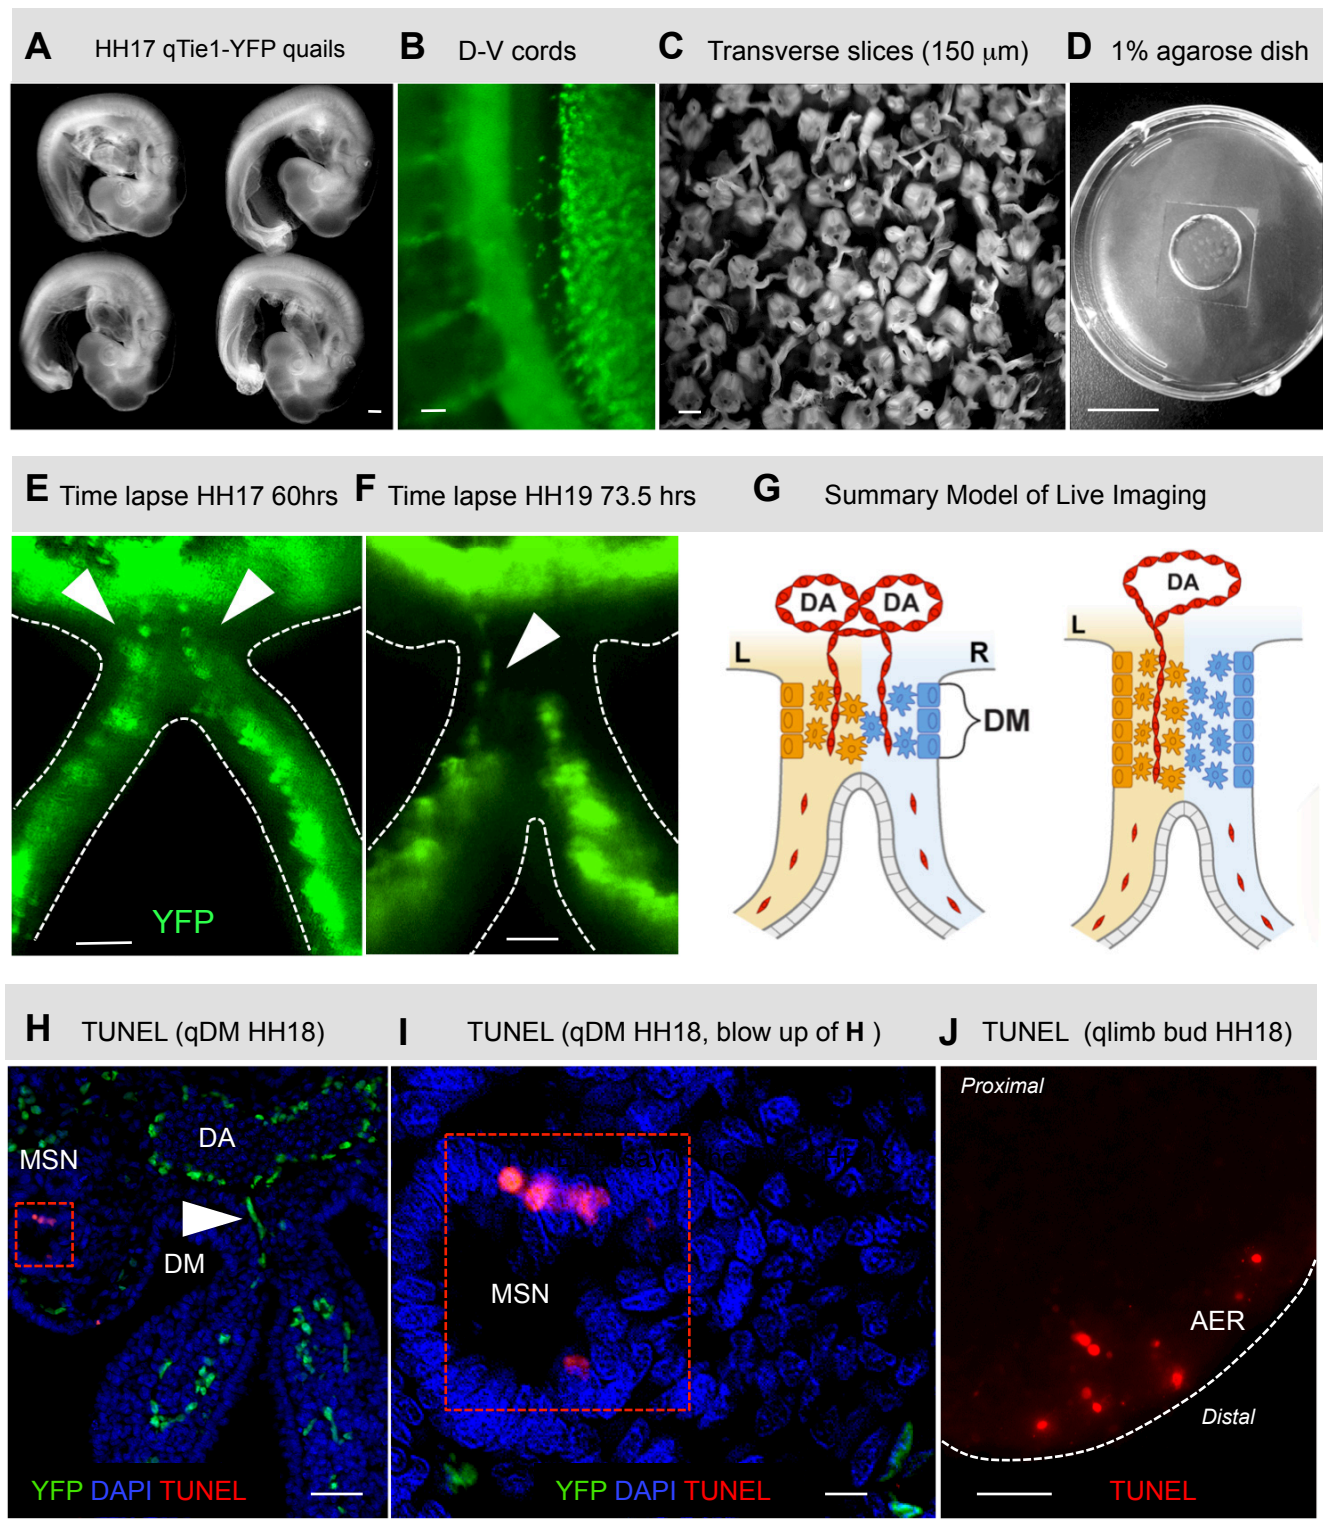 A HH17 qTie1-YFP quails
B D-V cords
C Transverse slices (150 μm)
D 1% agarose dish
E Time lapse HH17 60hrs
F Time lapse HH19 73.5 hrs
G Summary Model of Live Imaging
YFP
DA DA
L
R
DM
DA
L
H TUNEL (qDM HH18)
I TUNEL (qDM HH18, blow up of H )
J TUNEL (qlimb bud HH18)
MSN
DA
DM
YFP DAPI TUNEL
MSN
YFP DAPI TUNEL
Proximal
AER
Distal
TUNEL